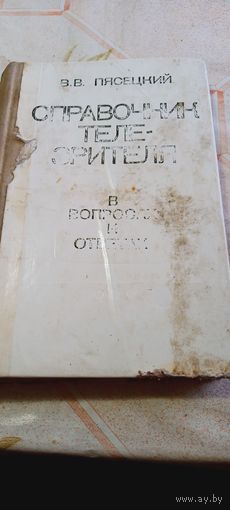 В.В. ПЯСЕЦКИЙ
СПРАВОЧНИК
ТЕЛЕ-
ЗРИТЕЛЯ
В
ВОПРОСАХ
И
ОТВЕТАХ
www.ay.by